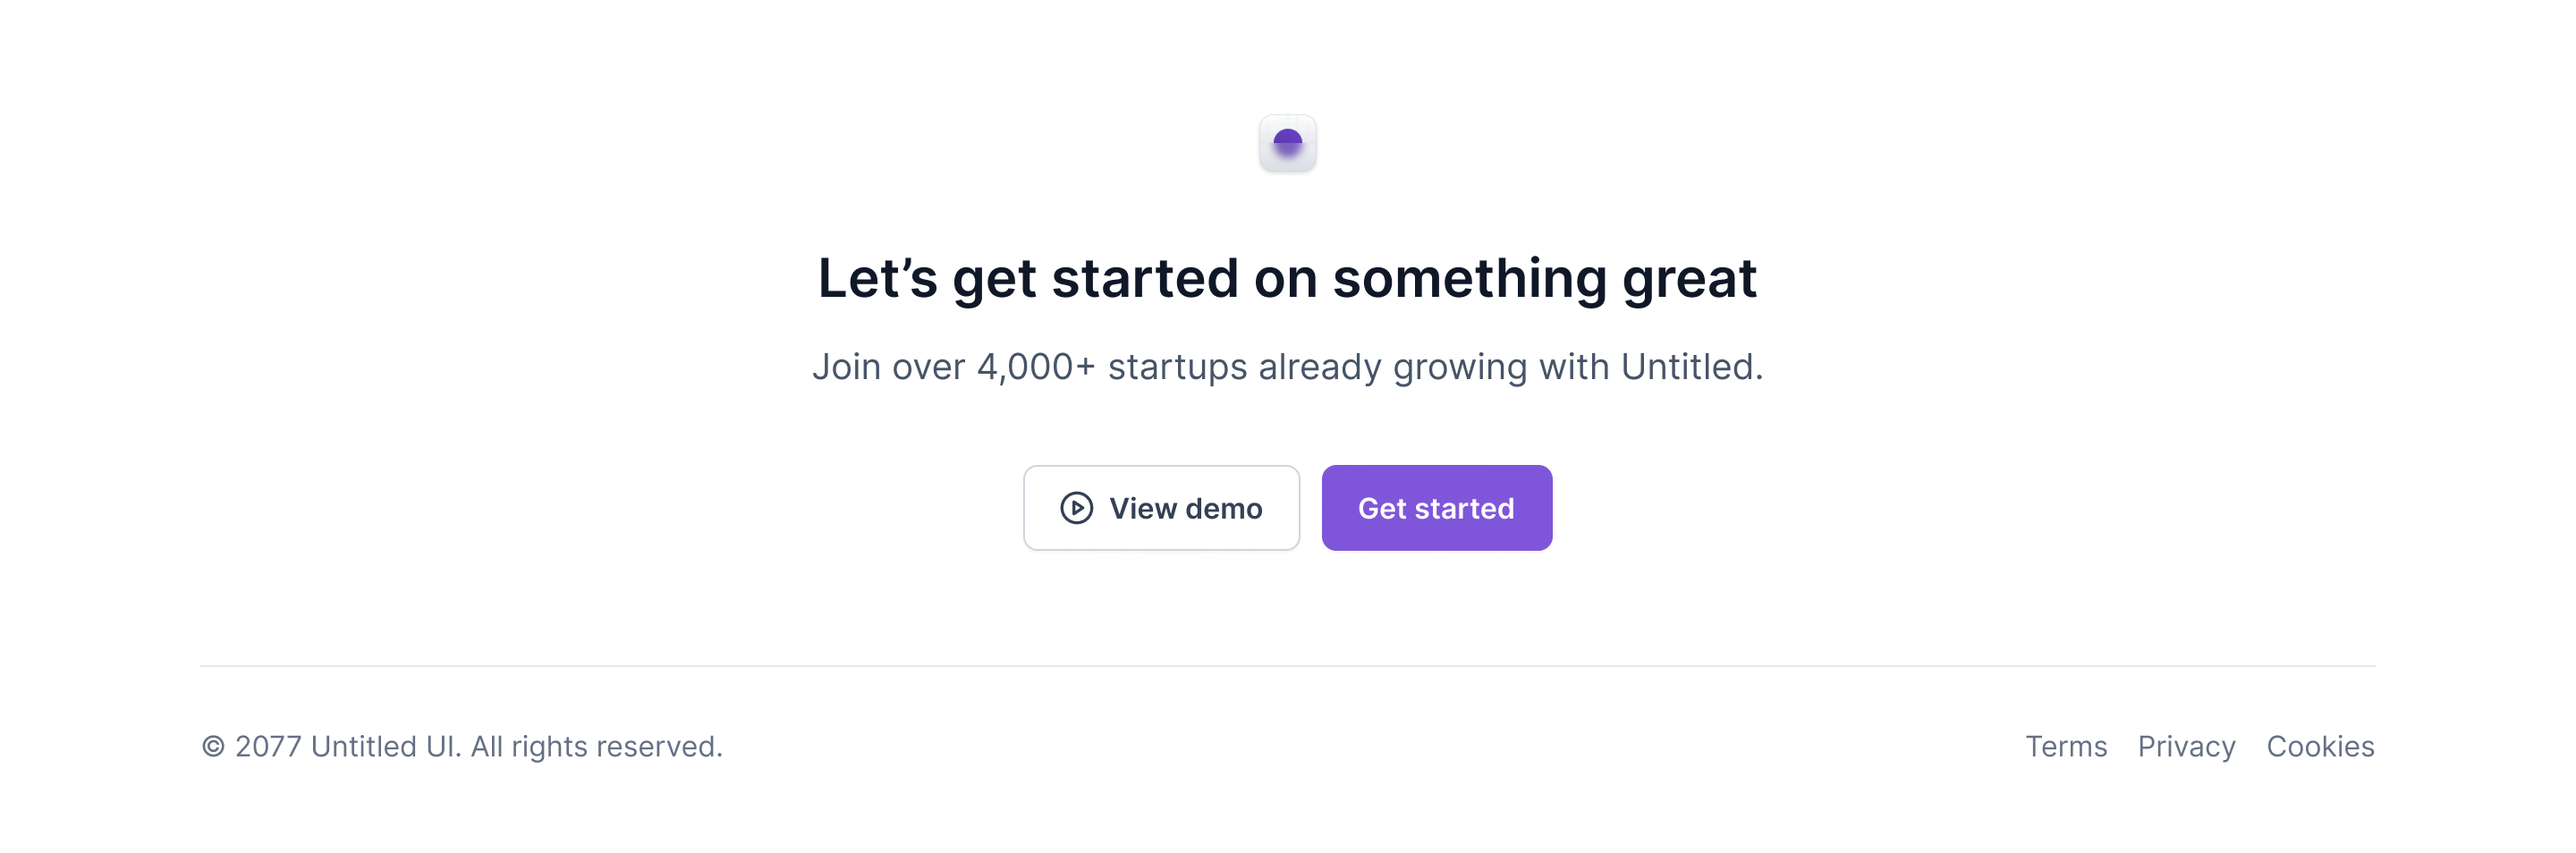 Let’s get started on something great
Join over 4,000+ startups already growing with Untitled.
View demo
Get started
© 2077 Untitled UI. All rights reserved.
Terms
Privacy
Cookies